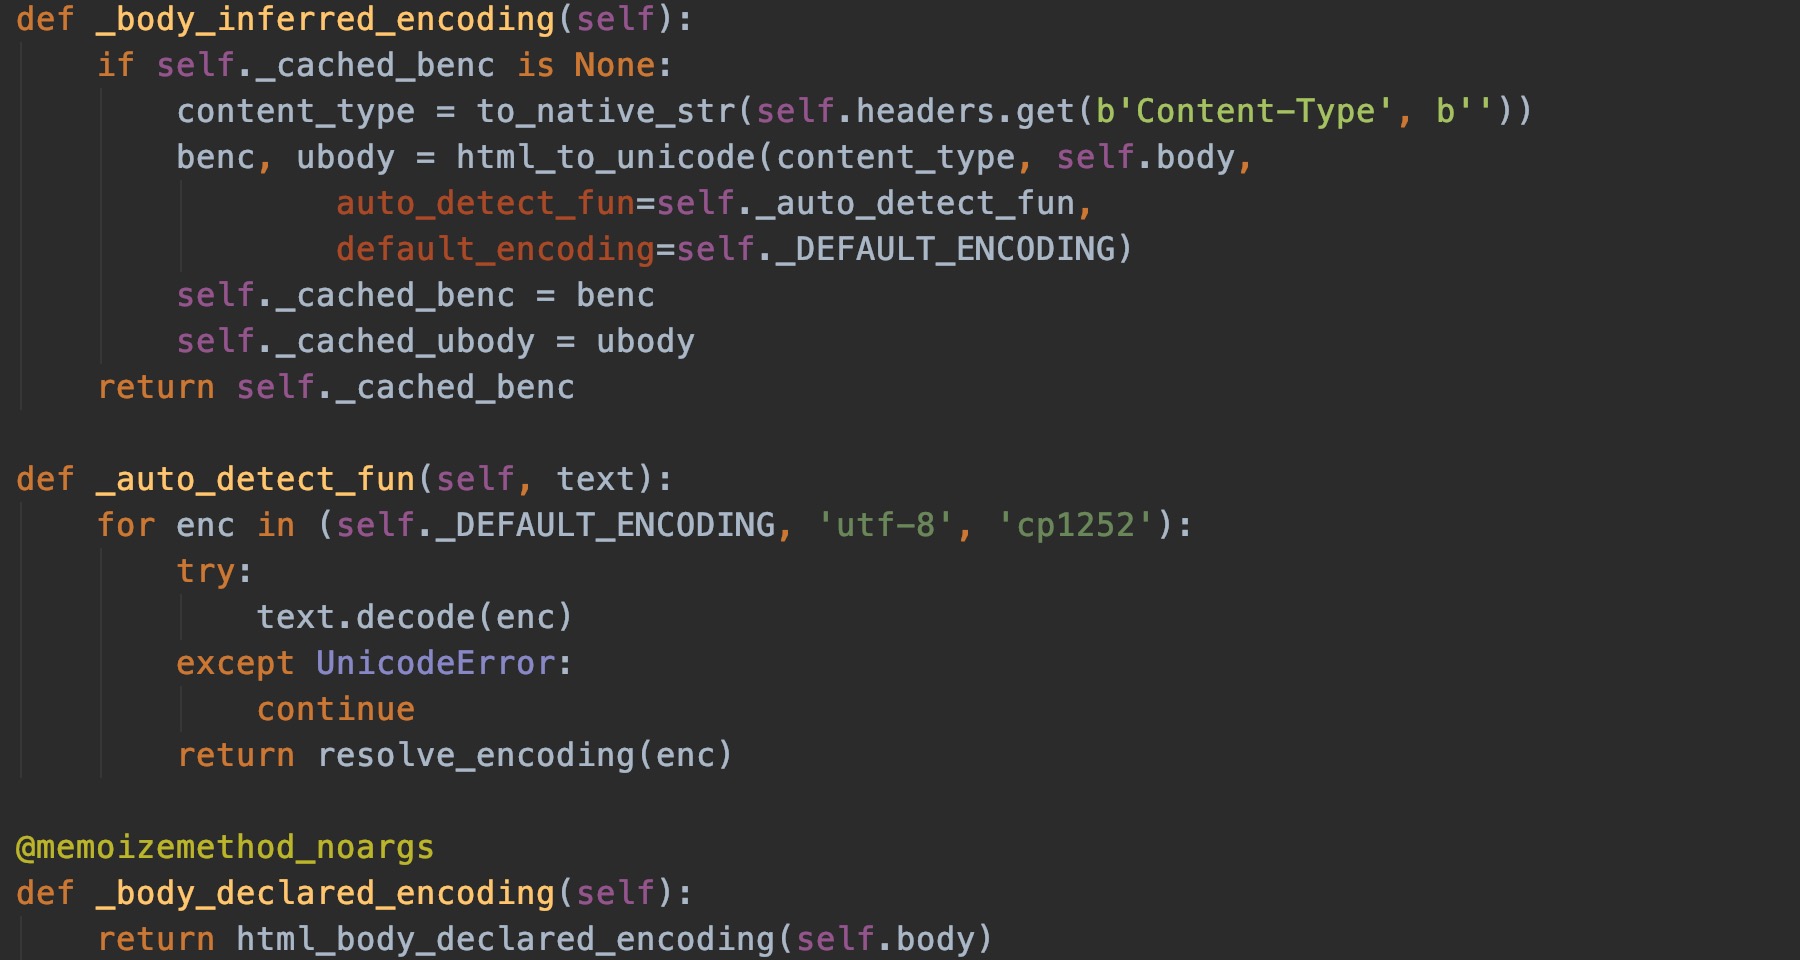 def _body_inferred_encoding(self):
    if self._cached_benc is None:
        content_type = to_native_str(self.headers.get(b'Content-Type', b''))
        benc, ubody = html_to_unicode(content_type, self.body,
                auto_detect_fun=self._auto_detect_fun,
                default_encoding=self._DEFAULT_ENCODING)
        self._cached_benc = benc
        self._cached_ubody = ubody
    return self._cached_benc

def _auto_detect_fun(self, text):
    for enc in (self._DEFAULT_ENCODING, 'utf-8', 'cp1252'):
        try:
            text.decode(enc)
        except UnicodeError:
            continue
        return resolve_encoding(enc)

@memoizemethod_noargs
def _body_declared_encoding(self):
    return html_body_declared_encoding(self.body)